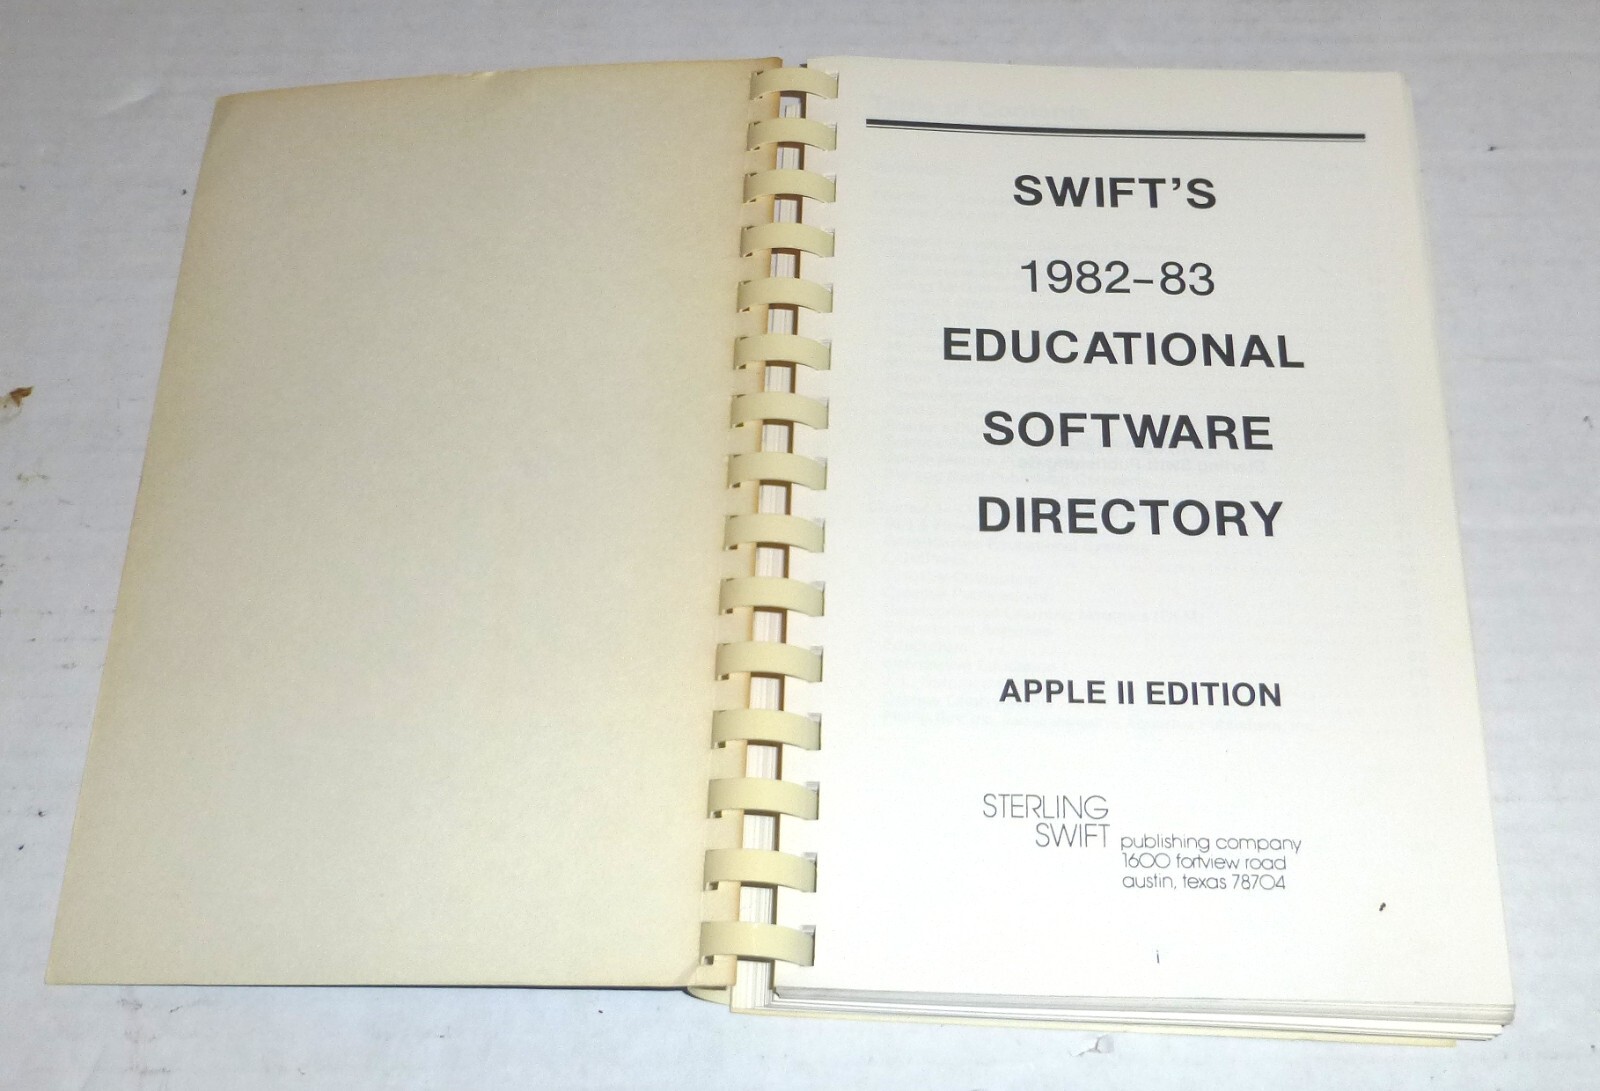 SWIFT'S
1982-83
EDUCATIONAL
SOFTWARE
DIRECTORY
APPLE II EDITION
STERLING
SWIFT publishing company
1600 fortview road
austin, texas 78704
i